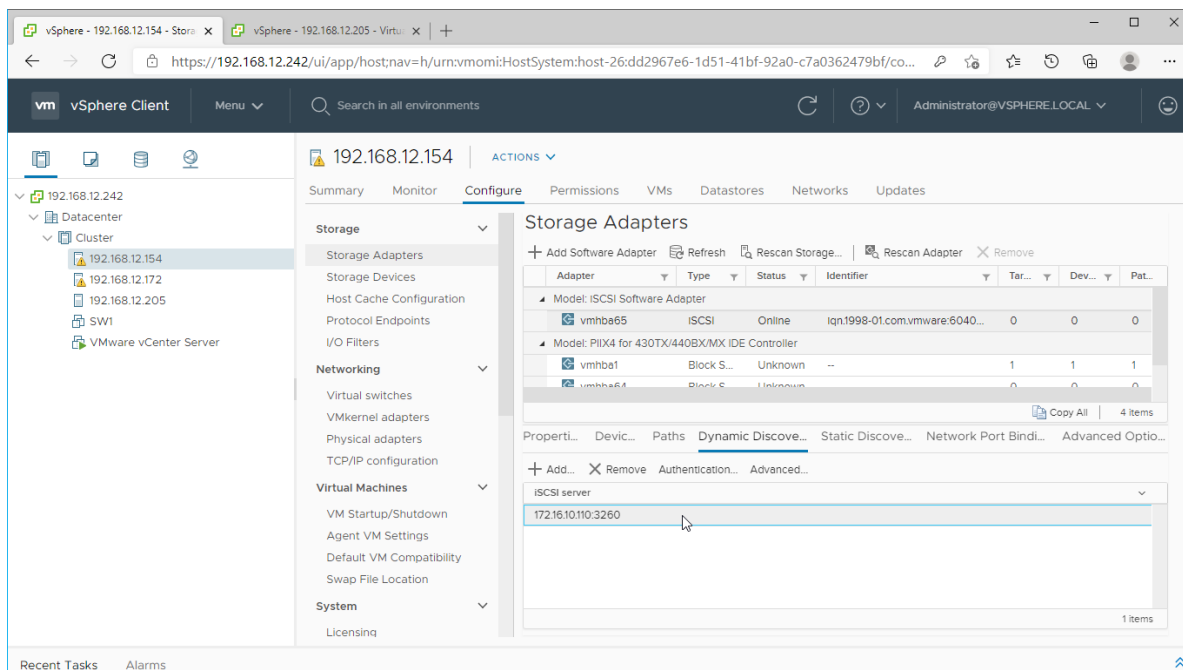 vSphere - 192.168.12.154 - Stora
vSphere - 192.168.12.205 - Virtu
https://192.168.12.242/ui/app/host;nav=h/urn:vmomi:HostSystem:host-26:dd2967e6-1d51-41bf-92a0-c7a0362479bf/co...
vm vSphere Client Menu Search in all environments Administrator@VSPHERE.LOCAL
192.168.12.242
Datacenter
Cluster
192.168.12.154
192.168.12.172
192.168.12.205
SW1
VMware vCenter Server
192.168.12.154 ACTIONS
Summary Monitor Configure Permissions VMs Datastores Networks Updates
Storage
Storage Adapters
Storage Devices
Host Cache Configuration
Protocol Endpoints
I/O Filters
Networking
Virtual switches
VMkernel adapters
Physical adapters
TCP/IP configuration
Virtual Machines
VM Startup/Shutdown
Agent VM Settings
Default VM Compatibility
Swap File Location
System
Licensing
Storage Adapters
Add Software Adapter Refresh Rescan Storage... Rescan Adapter Remove
Adapter Type Status Identifier Tar... Dev... Pat...
Model: iSCSI Software Adapter
vmhba65 iSCSI Online iqn.1998-01.com.vmware:6040... 0 0 0
Model: PIIX4 for 430TX/440BX/MX IDE Controller
vmhba1 Block S... Unknown -- 1 1 1
vmhba64 Block S... Unknown 0 0 0
Copy All 4 items
Properti... Devic... Paths Dynamic Discove... Static Discove... Network Port Bindi... Advanced Optio...
Add... Remove Authentication... Advanced...
iSCSI server
172.16.10.110:3260
1 items
Recent Tasks Alarms